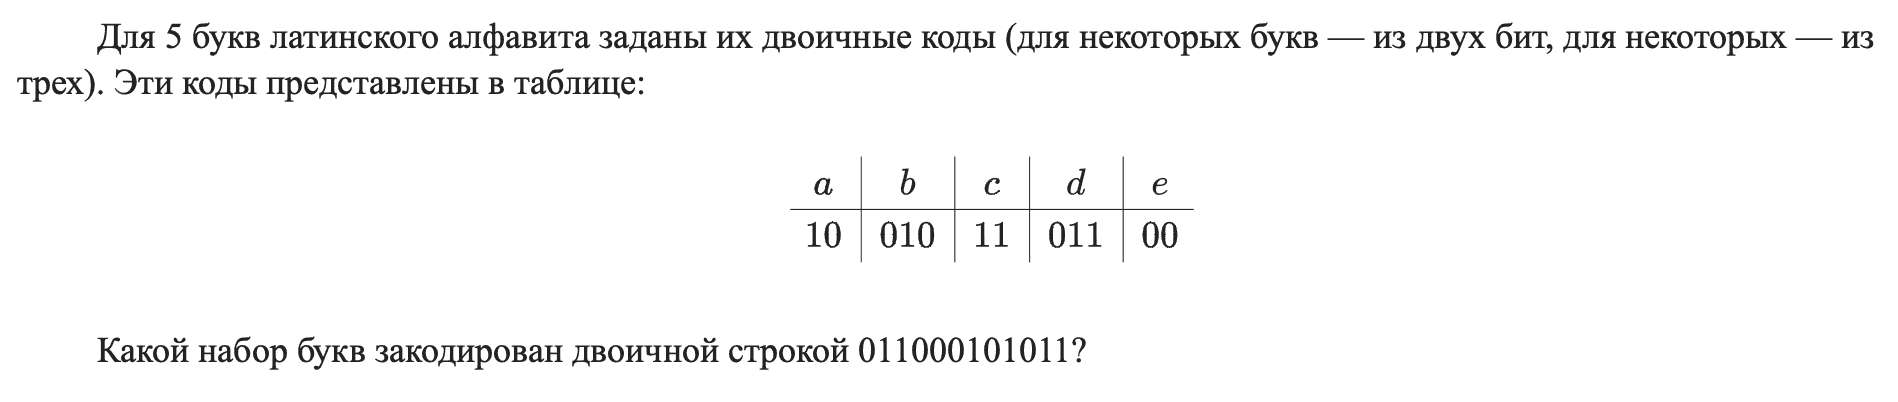 Для 5 букв латинского алфавита заданы их двоичные коды (для некоторых букв — из двух бит, для некоторых — из
трех). Эти коды представлены в таблице:
a b c d e
10 010 11 011 00
Какой набор букв закодирован двоичной строкой 011000101011?